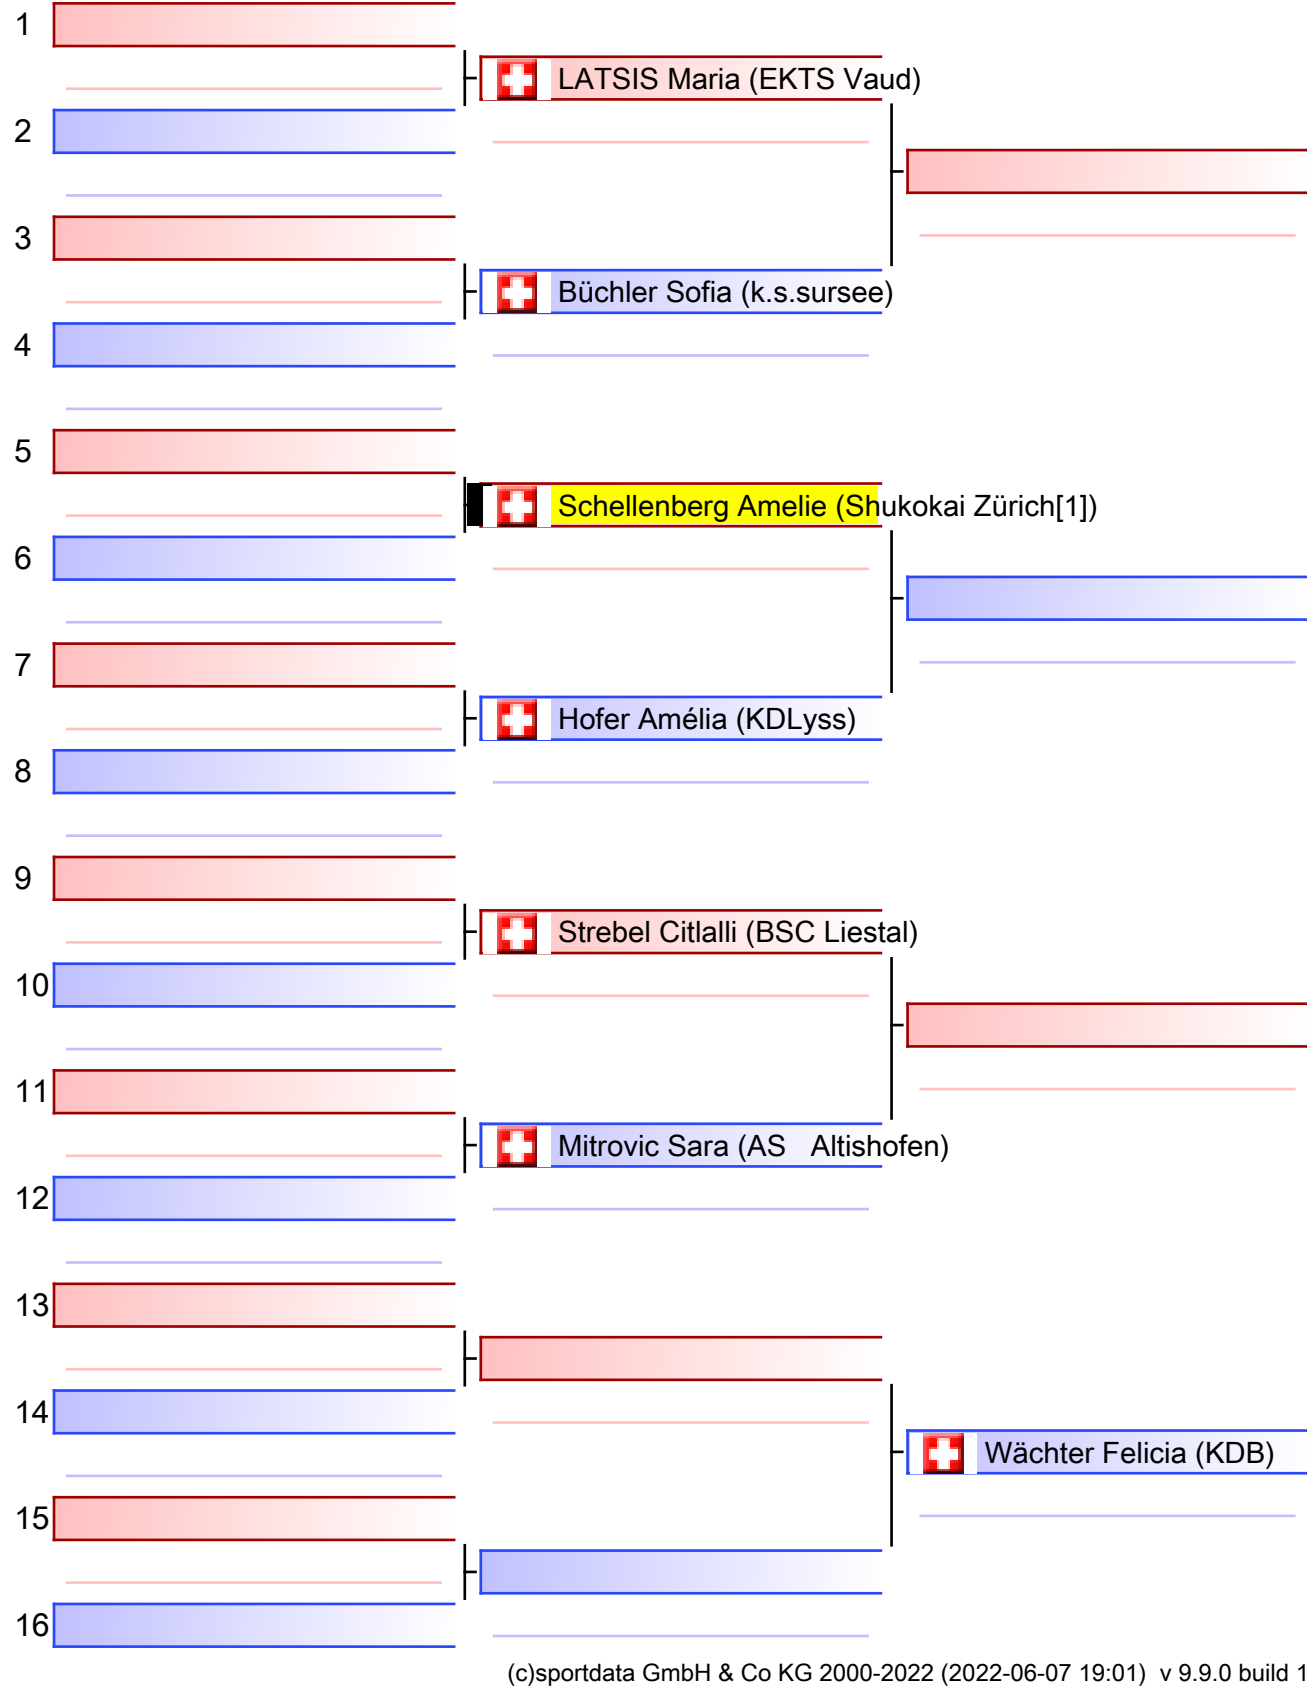 1
LATSIS Maria (EKTS Vaud)
2
3
Büchler Sofia (k.s.sursee)
4
5
Schellenberg Amelie (Shukokai Zürich[1])
6
7
Hofer Amélia (KDLyss)
8
9
Strebel Citlalli (BSC Liestal)
10
11
Mitrovic Sara (AS Altishofen)
12
13
14
Wächter Felicia (KDB)
15
16
(c)sportdata GmbH & Co KG 2000-2022 (2022-06-07 19:01) v 9.9.0 build 1